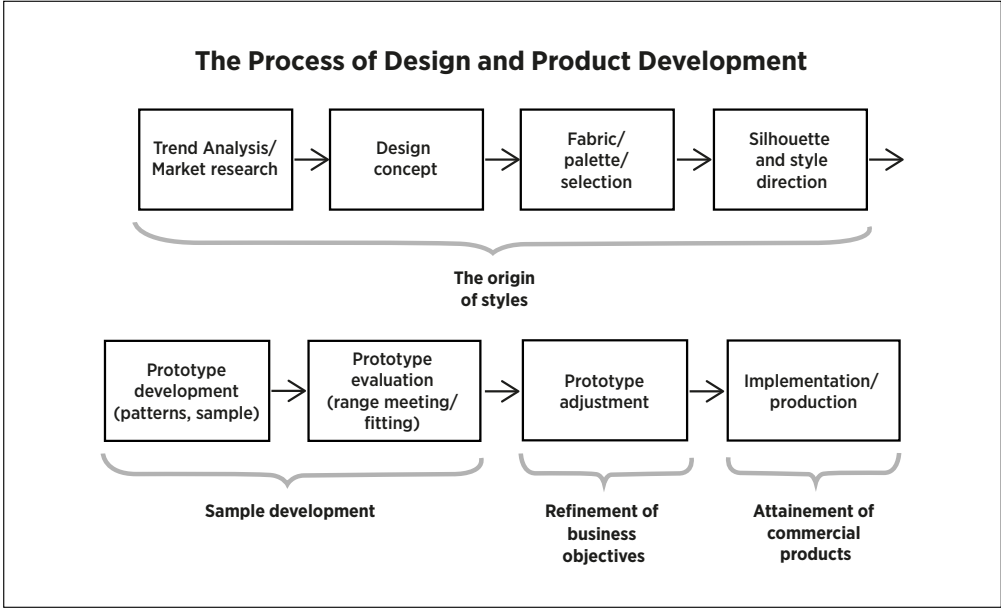 The Process of Design and Product Development
Trend Analysis/
Market research
Design
concept
Fabric/
palette/
selection
Silhouette
and style
direction
The origin
of styles
Prototype
development
(patterns, sample)
Prototype
evaluation
(range meeting/
fitting)
Prototype
adjustment
Implementation/
production
Sample development
Refinement of
business
objectives
Attainement of
commercial
products